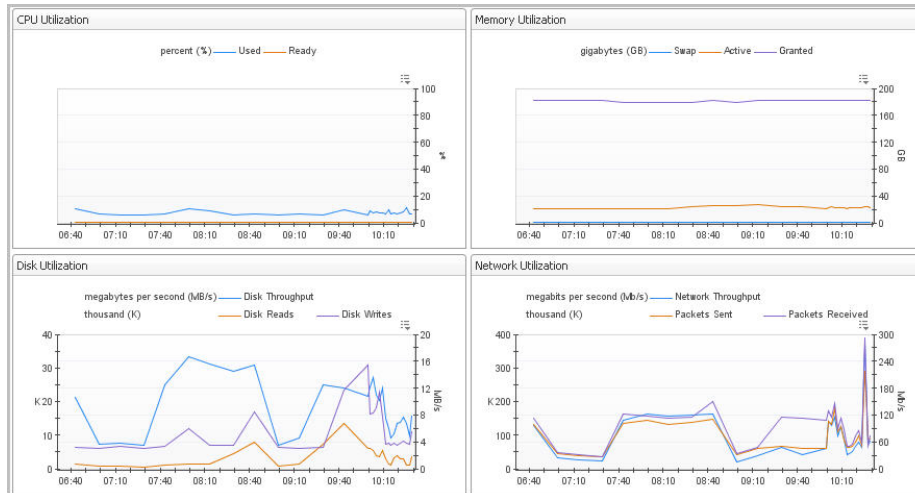 CPU Utilization
percent (%) Used Ready
100
80
60
40
20
0
%
06:40 07:10 07:40 08:10 08:40 09:10 09:40 10:10
Memory Utilization
gigabytes (GB) Swap Active Granted
200
160
120
80
40
0
GB
06:40 07:10 07:40 08:10 08:40 09:10 09:40 10:10
Disk Utilization
megabytes per second (MB/s) Disk Throughput
thousand (K) Disk Reads Disk Writes
40 20
30 16
K 20 12
10 8
0 4
0
MB/s
06:40 07:10 07:40 08:10 08:40 09:10 09:40 10:10
Network Utilization
megabits per second (Mb/s) Network Throughput
thousand (K) Packets Sent Packets Received
400 300
300 240
K 200 180
100 120
0 60
0
Mb/s
06:40 07:10 07:40 08:10 08:40 09:10 09:40 10:10